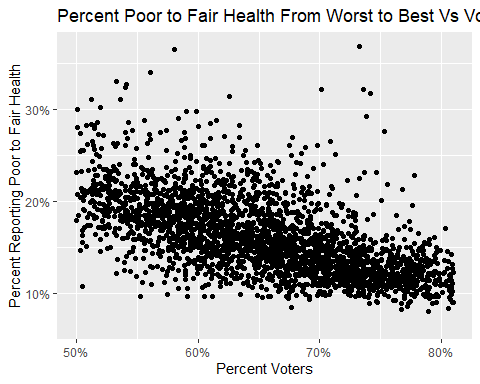 Percent Poor to Fair Health From Worst to Best Vs Vo
Percent Reporting Poor to Fair Health
30%
20%
10%
50%
60%
70%
80%
Percent Voters